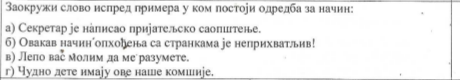 Заокружи слово испред примера у ком постоји одредба за начин:
а) Секретар је написао пријатељско саопштење.
б) Овакав начин опхођења са странкама је неприхватљив!
в) Лепо вас молим да ме разумете.
г) Чудно дете имају ове наше комшије.